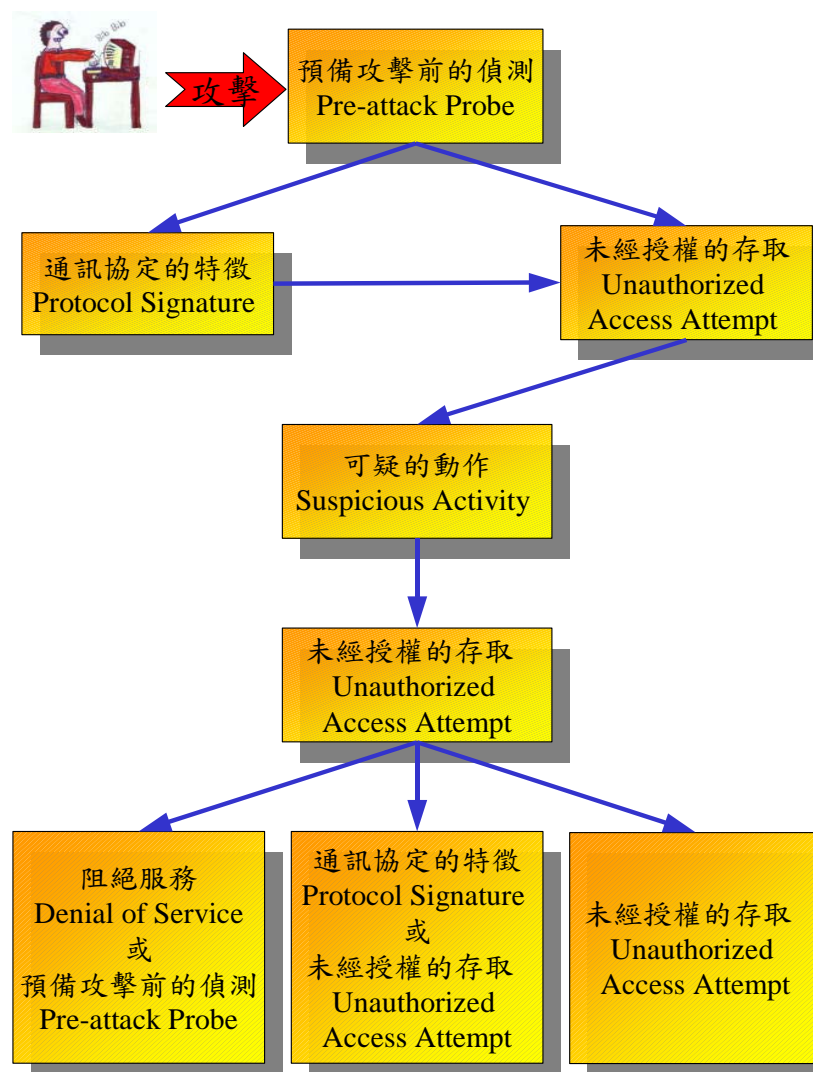 Bib Bib
攻擊
預備攻擊前的偵測
Pre-attack Probe
通訊協定的特徵
Protocol Signature
未經授權的存取
Unauthorized
Access Attempt
可疑的動作
Suspicious Activity
未經授權的存取
Unauthorized
Access Attempt
阻絕服務
Denial of Service
或
預備攻擊前的偵測
Pre-attack Probe
通訊協定的特徵
Protocol Signature
或
未經授權的存取
Unauthorized
Access Attempt
未經授權的存取
Unauthorized
Access Attempt